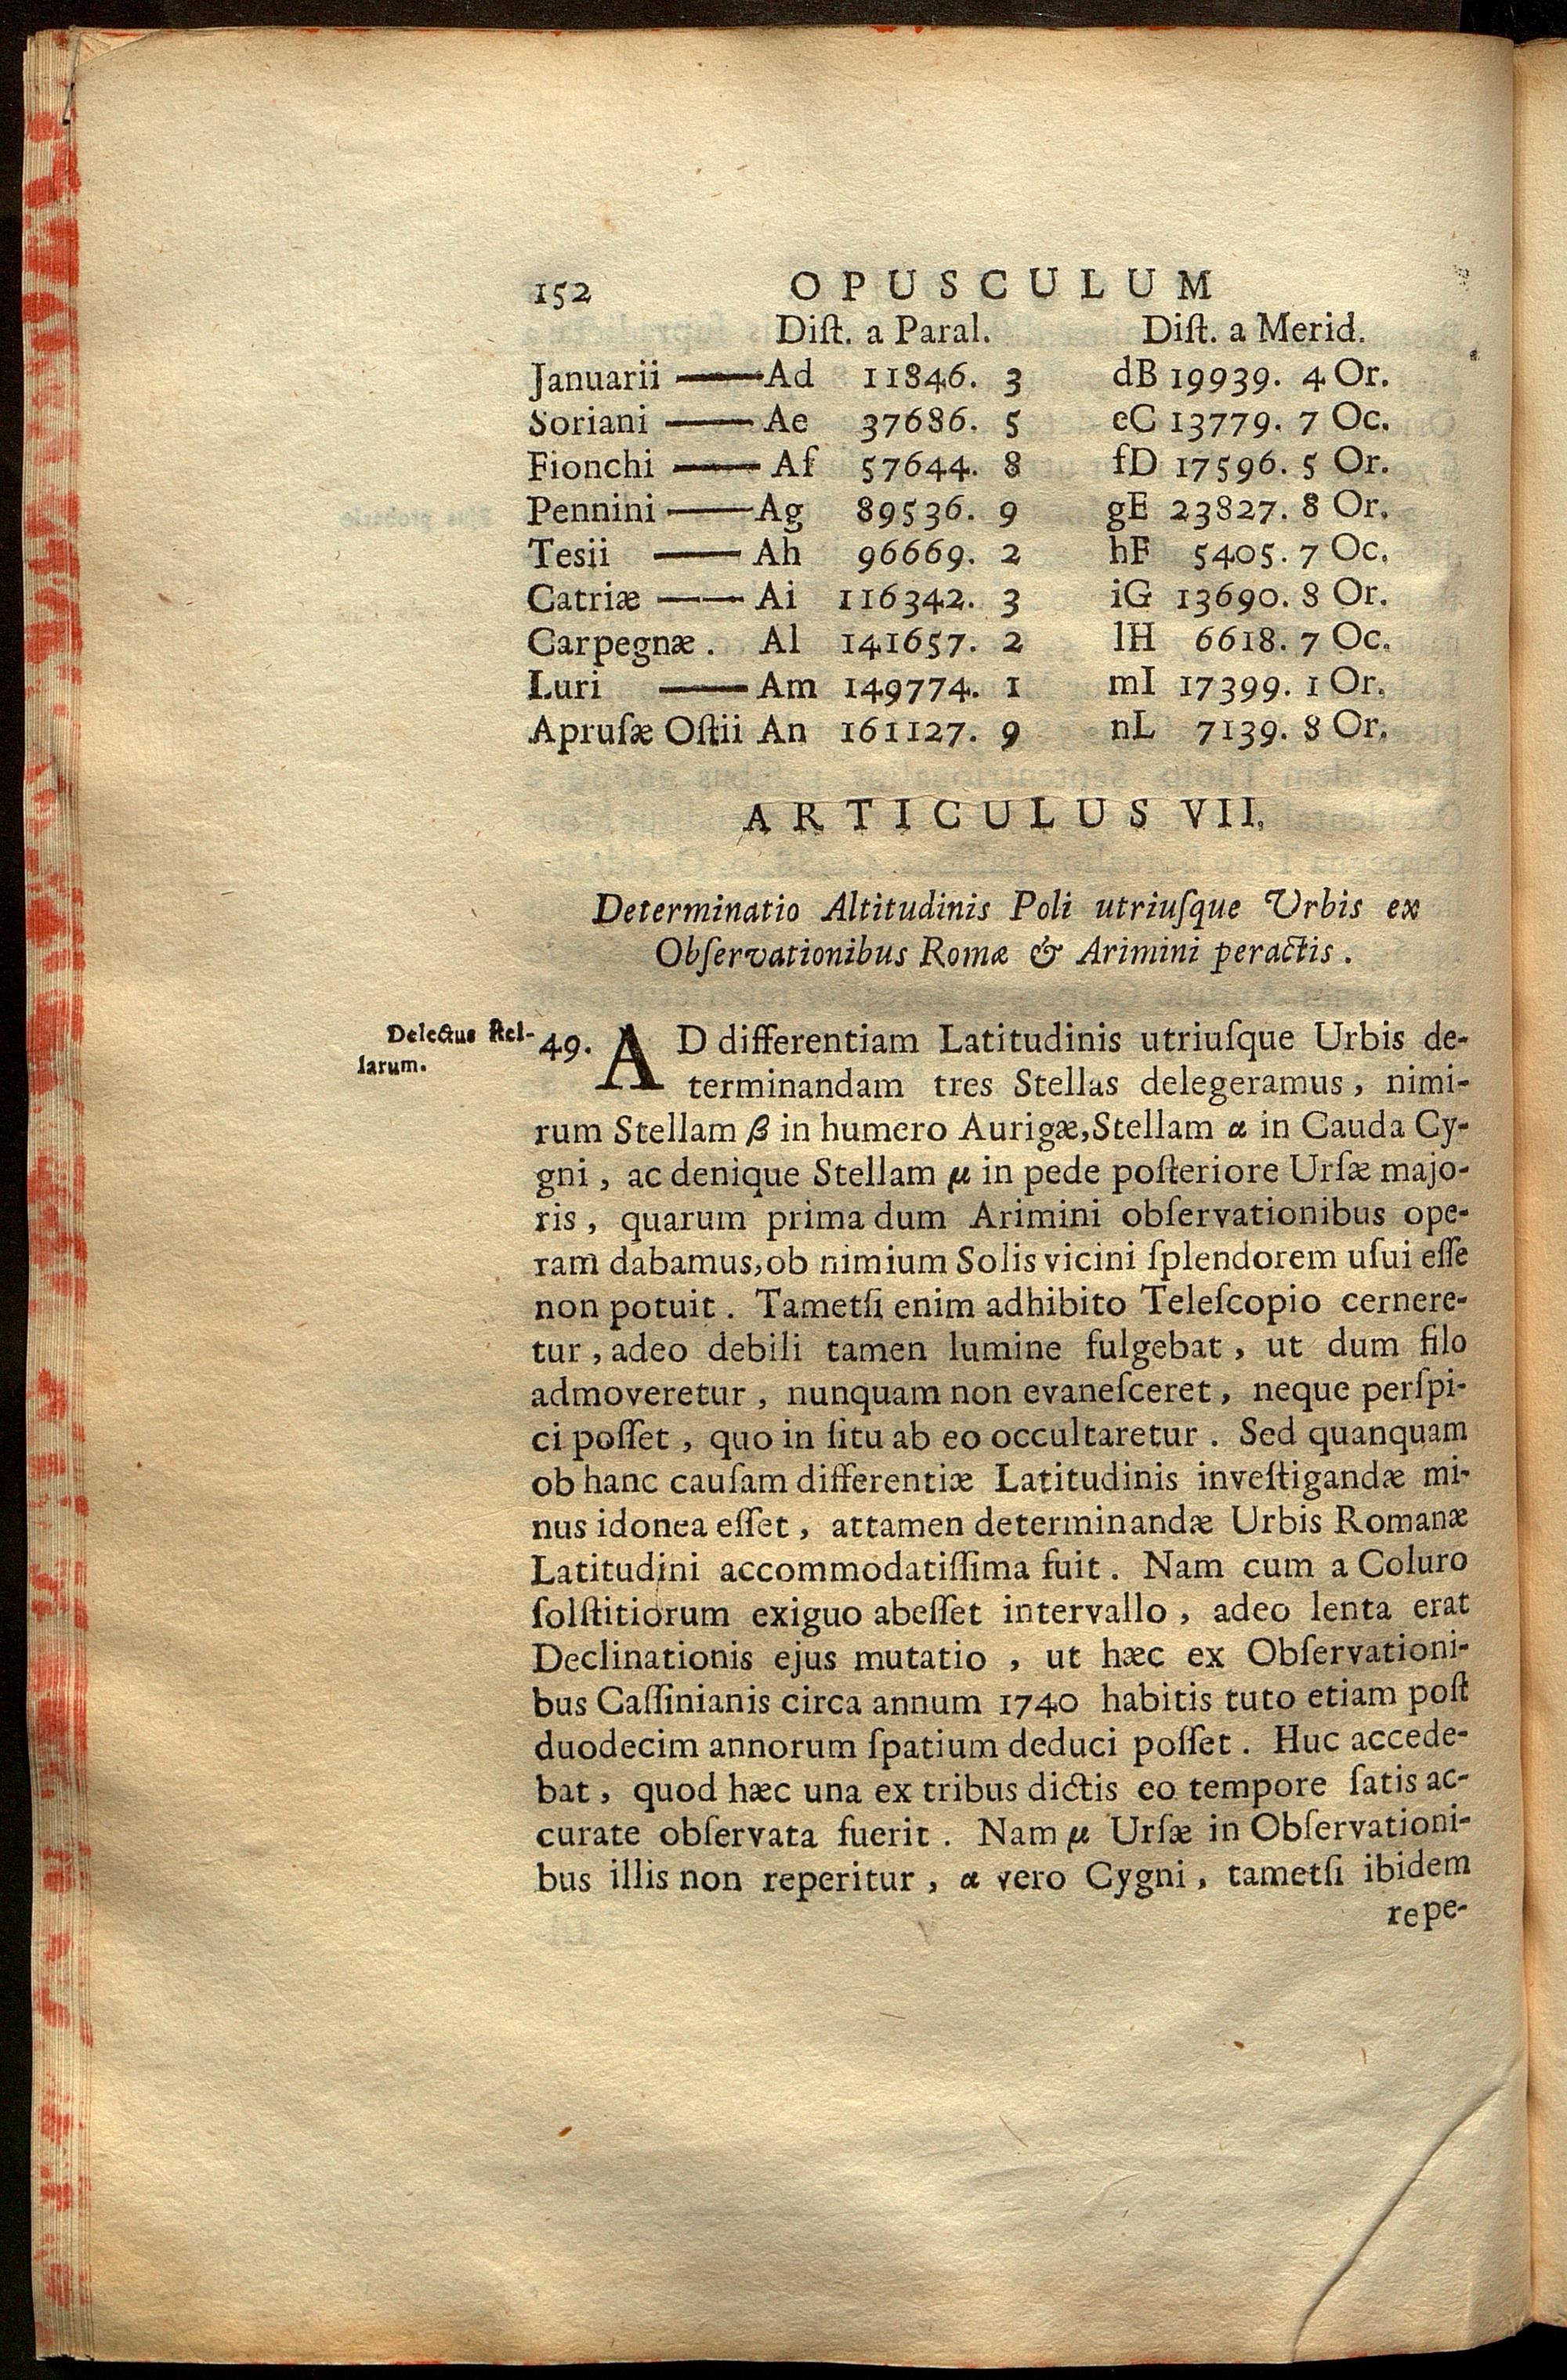 152 OPUSCULUM
Dist. a Paral. Dist. a Merid.
Januarii ——Ad 11846. 3 dB 19939. 4 Or.
Soriani —— Ae 37686. 5 eC 13779. 7 Oc.
Fionchi —— Af 57644. 8 fD 17596. 5 Or.
Pennini ——Ag 89536. 9 gE 23827. 8 Or.
Tesii —— Ah 96669. 2 hF 5405. 7 Oc.
Catriæ —— Ai 116342. 3 iG 13690. 8 Or.
Carpegnæ. Al 141657. 2 lH 6618. 7 Oc.
Luri —— Am 149774. 1 mI 17399. 1 Or.
Apruſæ Oſtii An 161127. 9 nL 7139. 8 Or.
ARTICULUS VII.
Determinatio Altitudinis Poli utriuſque Urbis ex
Obſervationibus Romæ & Arimini peractis.
Delectus ſtel-
larum.
49. AD differentiam Latitudinis utriuſque Urbis de-
terminandam tres Stellas delegeramus, nimi-
rum Stellam β in humero Aurigæ, Stellam α in Cauda Cy-
gni, ac denique Stellam μ in pede poſteriore Urſæ majo-
ris, quarum prima dum Arimini obſervationibus ope-
ram dabamus, ob nimium Solis vicini ſplendorem uſui eſſe
non potuit. Tametſi enim adhibito Teleſcopio cernere-
tur, adeo debili tamen lumine fulgebat, ut dum filo
admoveretur, nunquam non evaneſceret, neque perſpi-
ci poſſet, quo in ſitu ab eo occultaretur. Sed quanquam
ob hanc cauſam differentiæ Latitudinis inveſtigandæ mi-
nus idonea eſſet, attamen determinandæ Urbis Romanæ
Latitudini accommodatiſſima fuit. Nam cum a Coluro
ſolſtitiorum exiguo abeſſet intervallo, adeo lenta erat
Declinationis ejus mutatio, ut hæc ex Obſervationi-
bus Caſſinianis circa annum 1740 habitis tuto etiam poſt
duodecim annorum ſpatium deduci poſſet. Huc accede-
bat, quod hæc una ex tribus dictis eo tempore ſatis ac-
curate obſervata fuerit. Nam μ Urſæ in Obſervationi-
bus illis non reperitur, α vero Cygni, tametſi ibidem
repe-